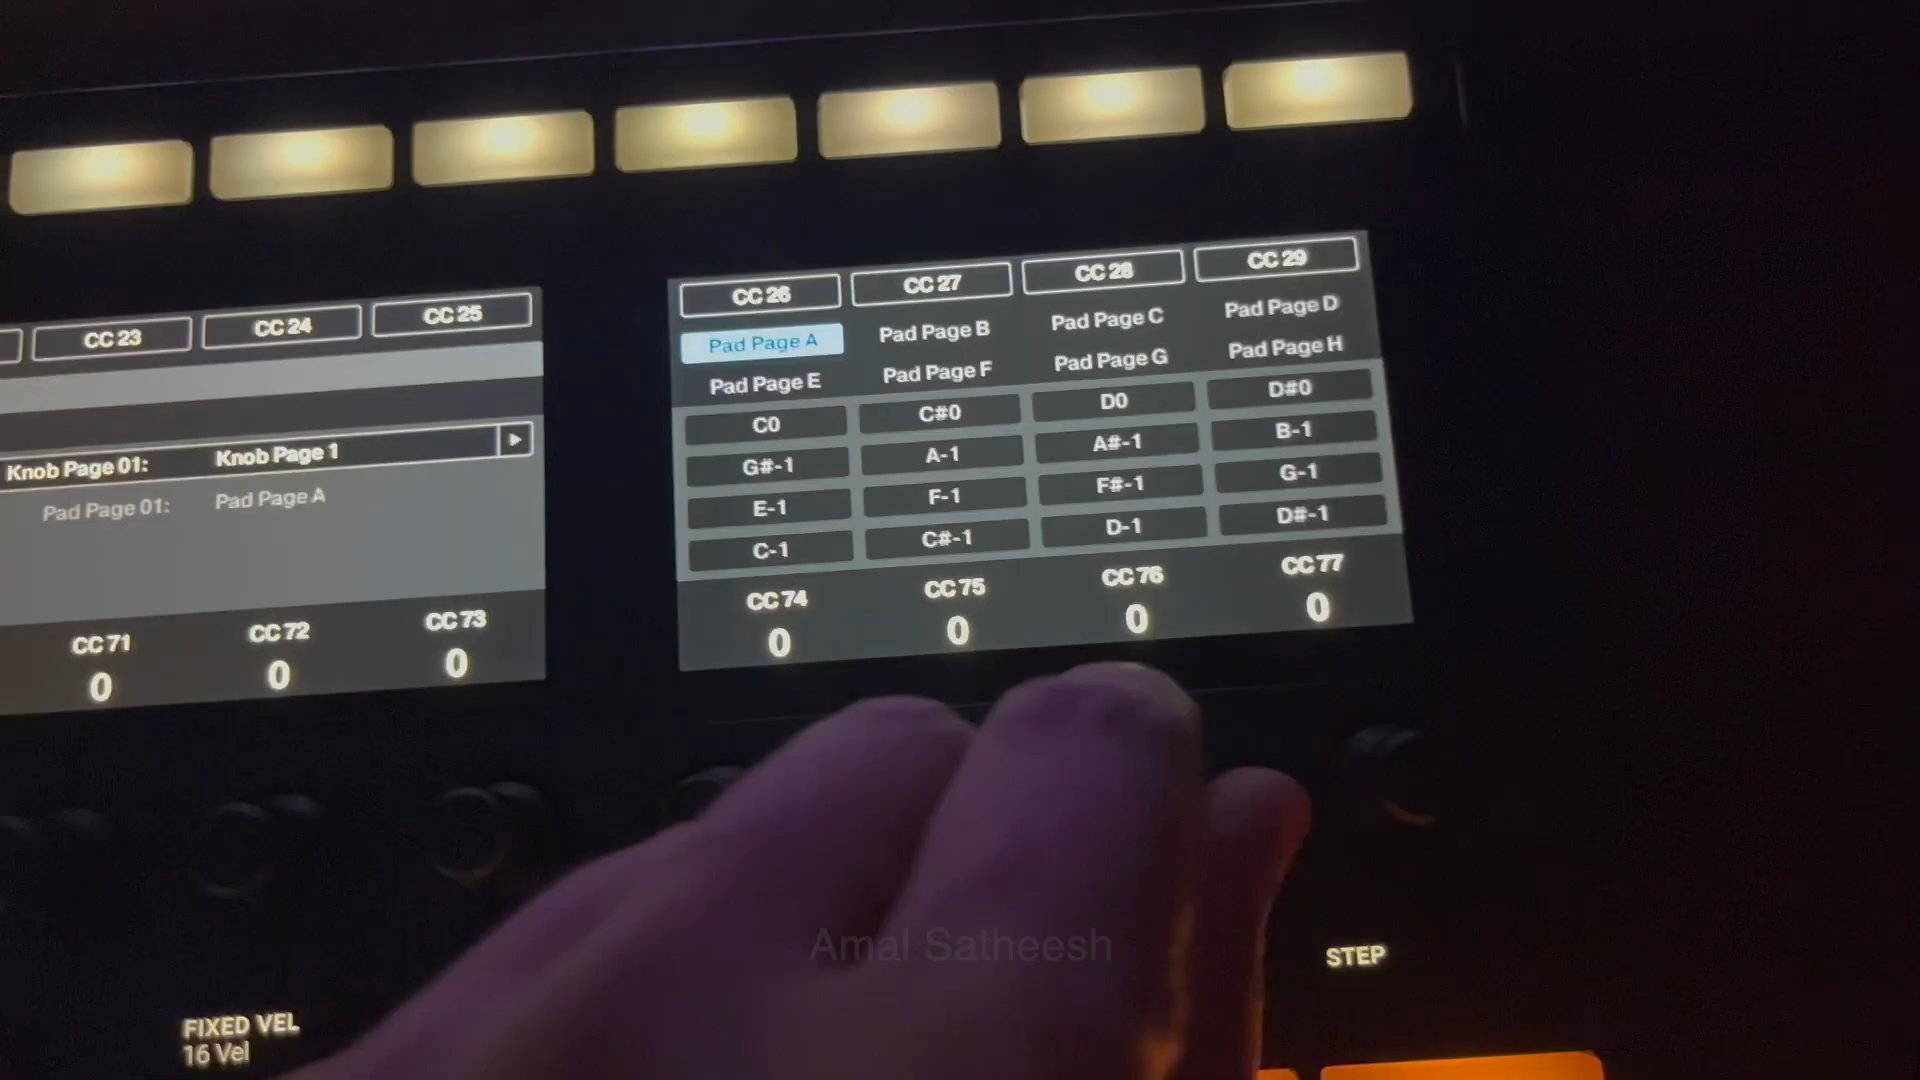 CC 23 CC 24 CC 25
Knob Page 01: Knob Page 1
Pad Page 01: Pad Page A
CC 71 CC 72 CC 73
0 0 0
CC 26 CC 27 CC 28 CC 29
Pad Page A Pad Page B Pad Page C Pad Page D
Pad Page E Pad Page F Pad Page G Pad Page H
C0 C#0 D0 D#0
G#-1 A-1 A#-1 B-1
E-1 F-1 F#-1 G-1
C-1 C#-1 D-1 D#-1
CC 74 CC 75 CC 76 CC 77
0 0 0 0
Amal Satheesh
STEP
FIXED VEL
16 Vel